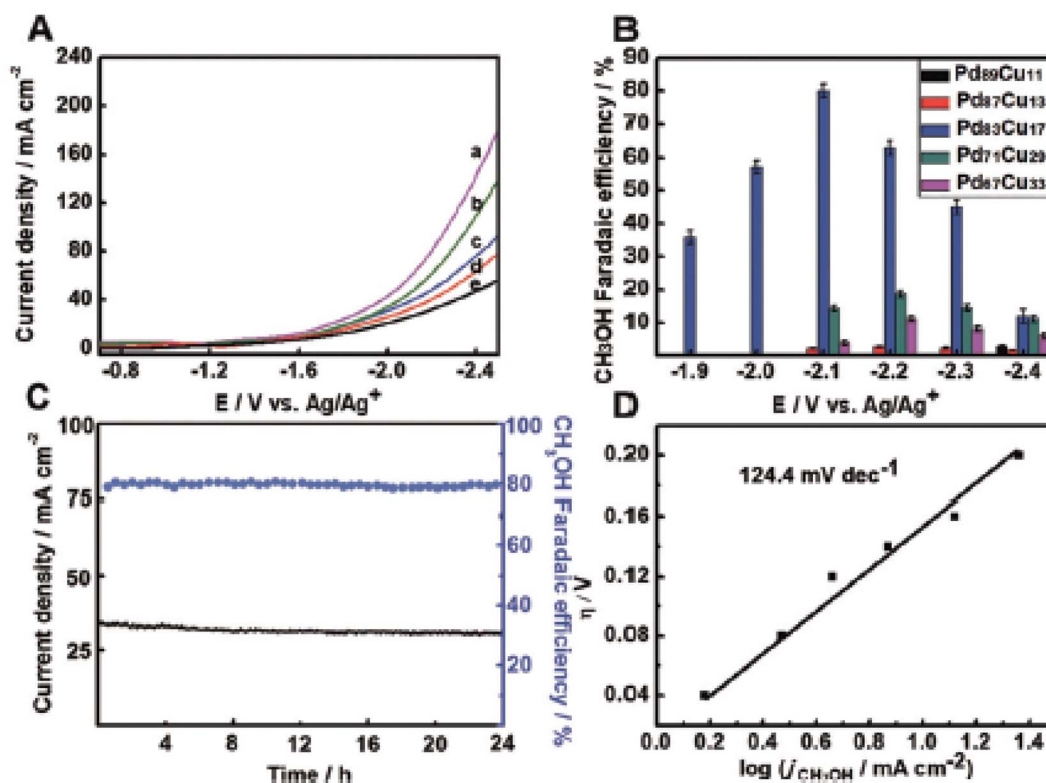 A
Current density / mA cm⁻²
240
200
160
120
80
40
0
a
b
c
d
e
-0.8
-1.2
-1.6
-2.0
-2.4
E / V vs. Ag/Ag⁺
B
CH₃OH Faradaic efficiency / %
90
80
70
60
50
40
30
20
10
Pd₈₉Cu₁₁
Pd₈₇Cu₁₃
Pd₈₃Cu₁₇
Pd₇₁Cu₂₉
Pd₆₇Cu₃₃
-1.9
-2.0
-2.1
-2.2
-2.3
-2.4
E / V vs. Ag/Ag⁺
C
Current density / mA cm⁻²
100
75
50
25
100
80
60
40
20
CH₃OH Faradaic efficiency / %
4
8
12
16
20
24
Time / h
D
124.4 mV dec⁻¹
η / V
0.20
0.16
0.12
0.08
0.04
0.0
0.2
0.4
0.6
0.8
1.0
1.2
1.4
log (j CH₃OH / mA cm⁻²)